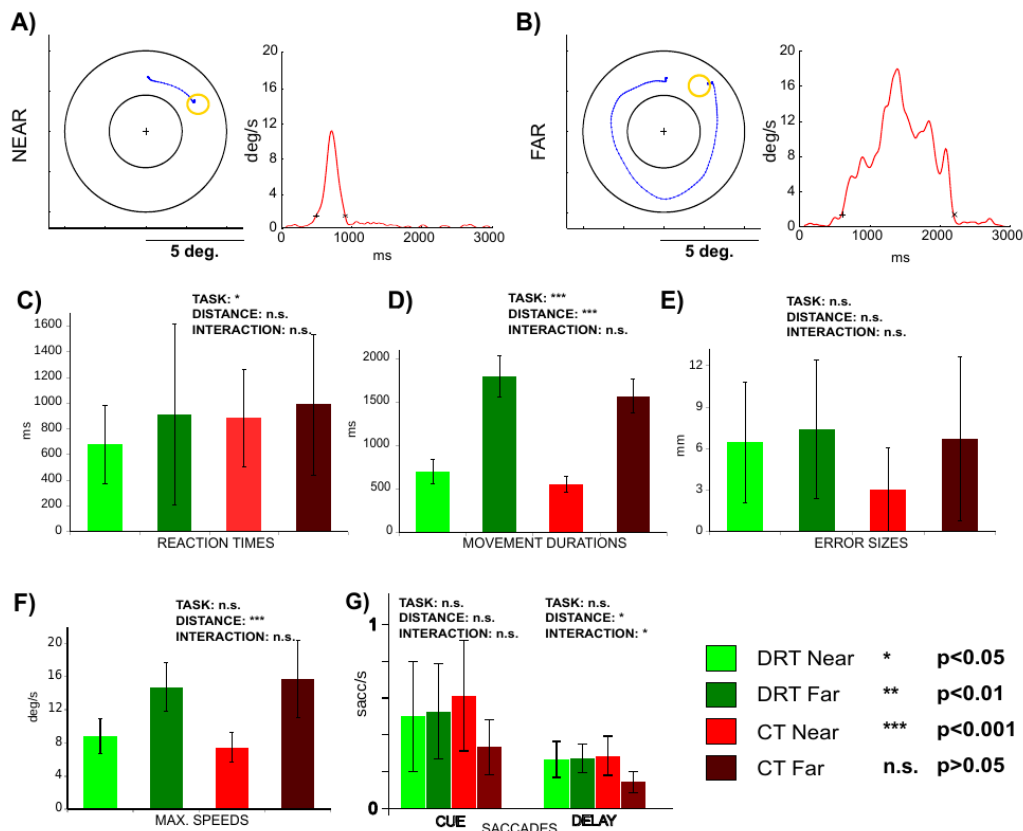 A)
NEAR
5 deg.
20
16
12
8
4
0
deg/s
0 1000 2000 3000
ms
B)
FAR
5 deg.
20
16
12
8
4
0
deg/s
0 1000 2000 3000
ms
C)
TASK: *
DISTANCE: n.s.
INTERACTION: n.s.
1600
1400
1200
1000
800
600
400
200
0
ms
REACTION TIMES
D)
TASK: ***
DISTANCE: ***
INTERACTION: n.s.
2000
1500
1000
500
0
ms
MOVEMENT DURATIONS
E)
TASK: n.s.
DISTANCE: n.s.
INTERACTION: n.s.
12
9
6
3
0
mm
ERROR SIZES
F)
TASK: n.s.
DISTANCE: ***
INTERACTION: n.s.
20
16
12
8
4
0
deg/s
MAX. SPEEDS
G)
TASK: n.s.
DISTANCE: n.s.
INTERACTION: n.s.
TASK: n.s.
DISTANCE: *
INTERACTION: *
1
0
sacc/s
CUE
DELAY
SACCADES
DRT Near * p<0.05
DRT Far ** p<0.01
CT Near *** p<0.001
CT Far n.s. p>0.05